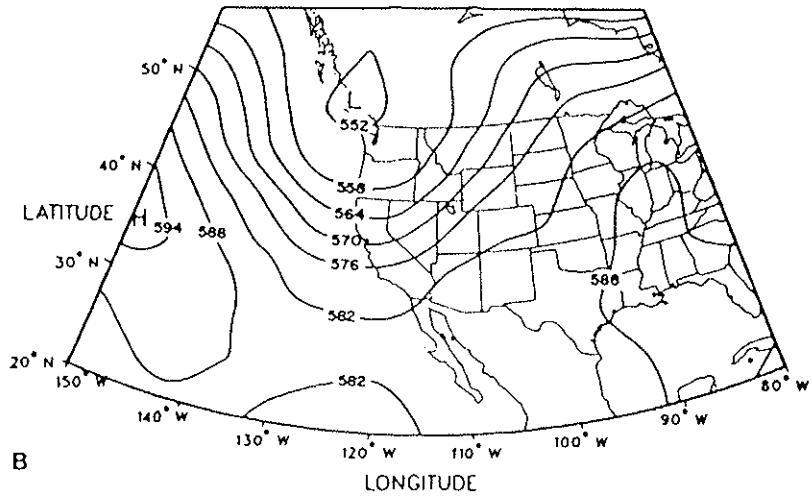 50° N
L
552
40° N
558
LATITUDE
H
594
588
564
570
30° N
576
586
582
20° N
150° W
582
80° W
140° W
90° W
130° W
100° W
120° W
110° W
B
LONGITUDE